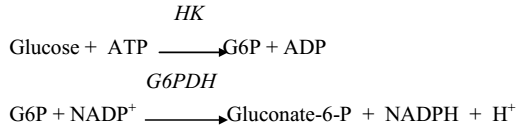 HK
Glucose + ATP ⟶ G6P + ADP
G6PDH
G6P + NADP⁺ ⟶ Gluconate-6-P + NADPH + H⁺